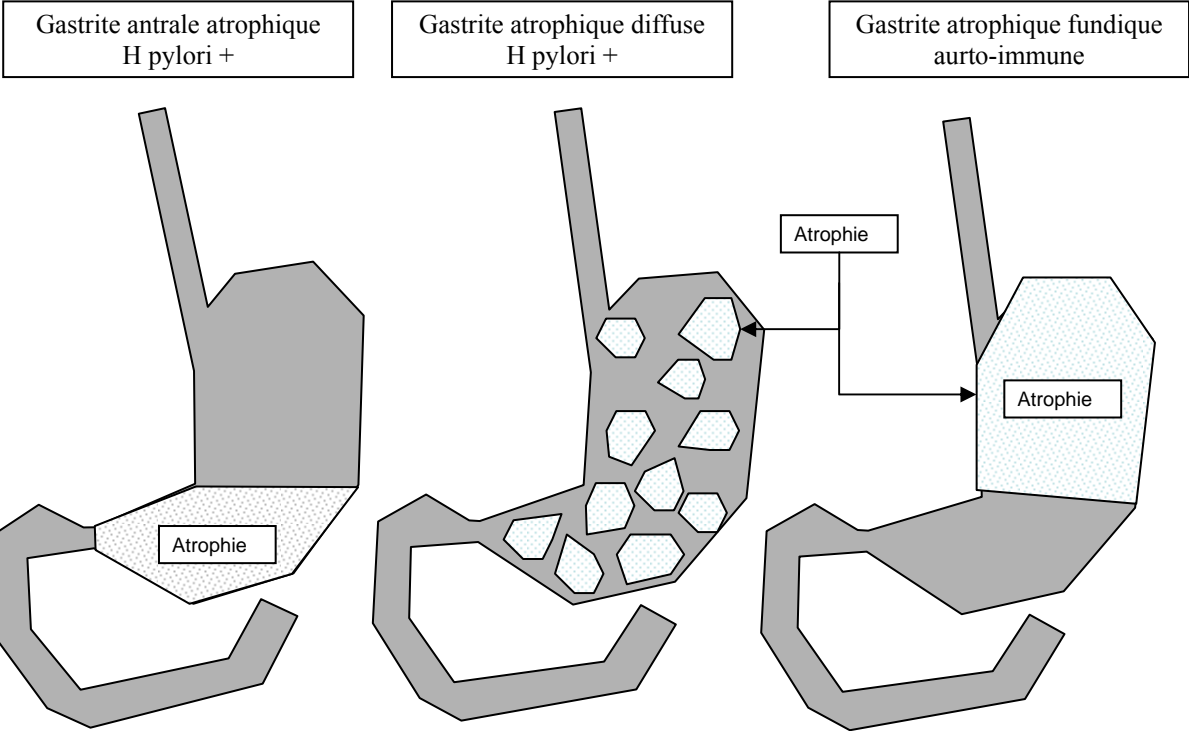 Gastrite antrale atrophique
H pylori +
Gastrite atrophique diffuse
H pylori +
Gastrite atrophique fundique
aurto-immune
Atrophie
Atrophie
Atrophie